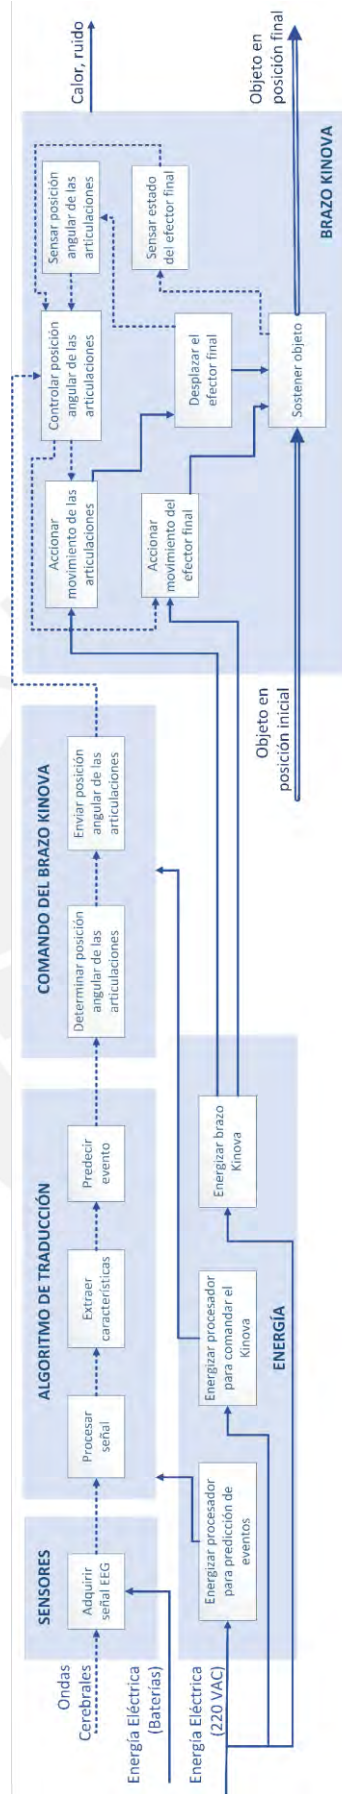 SENSORES
Ondas
Cerebrales
Adquirir
señal EEG
Energía Eléctrica
(Baterías)
ALGORITMO DE TRADUCCIÓN
Procesar
señal
Extraer
características
Predecir
evento
COMANDO DEL BRAZO KINOVA
Determinar posición
angular de las
articulaciones
Enviar posición
angular de las
articulaciones
Energía Eléctrica
(220 VAC)
Energizar procesador
para predicción de
eventos
Energizar procesador
para comandar el
Kinova
Energizar brazo
Kinova
ENERGÍA
Accionar
movimiento de las
articulaciones
Controlar posición
angular de las
articulaciones
Sensar posición
angular de las
articulaciones
Calor, ruido
Accionar
movimiento del
efector final
Desplazar el
efector final
Sensar estado
del efector final
Objeto en
posición inicial
Sostener objeto
Objeto en
posición final
BRAZO KINOVA